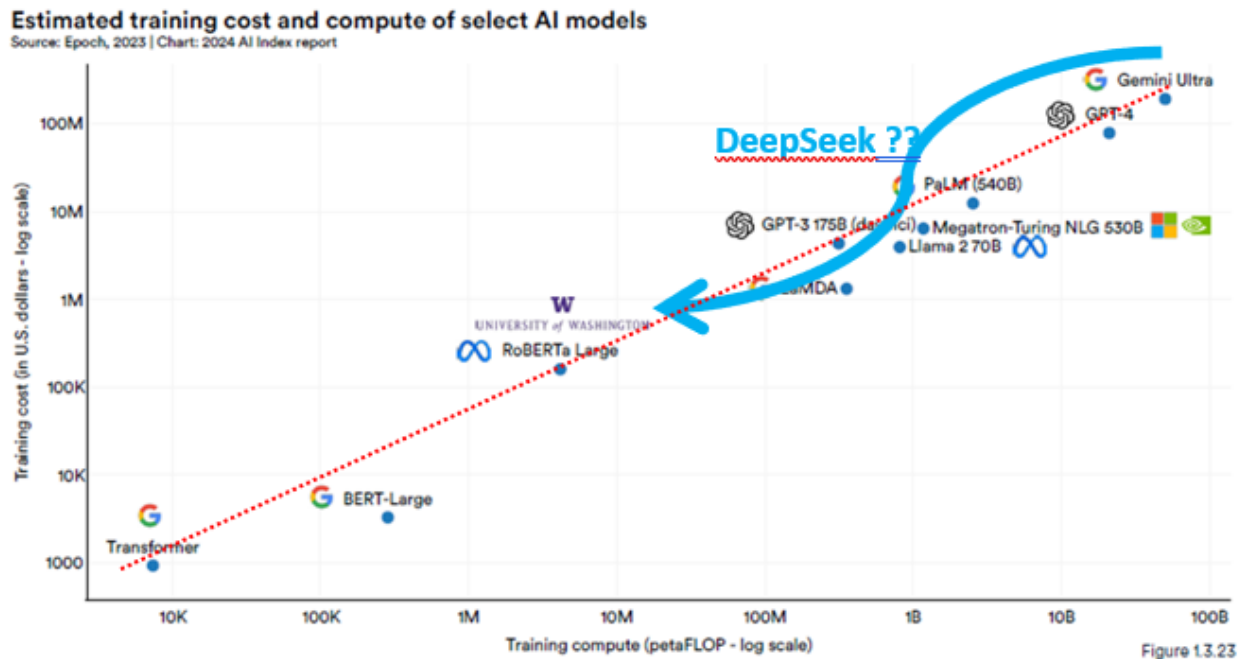 Estimated training cost and compute of select AI models
Source: Epoch, 2023 | Chart: 2024 AI Index report
Training cost (in U.S. dollars - log scale)
100M
10M
1M
100K
10K
1000
Gemini Ultra
GPT-4
DeepSeek ??
PaLM (540B)
GPT-3 175B (davinci)
Megatron-Turing NLG 530B
Llama 2 70B
LaMDA
W
UNIVERSITY of WASHINGTON
RoBERTa Large
BERT-Large
Transformer
10K
100K
1M
10M
100M
1B
10B
100B
Training compute (petaFLOP - log scale)
Figure 1.3.23